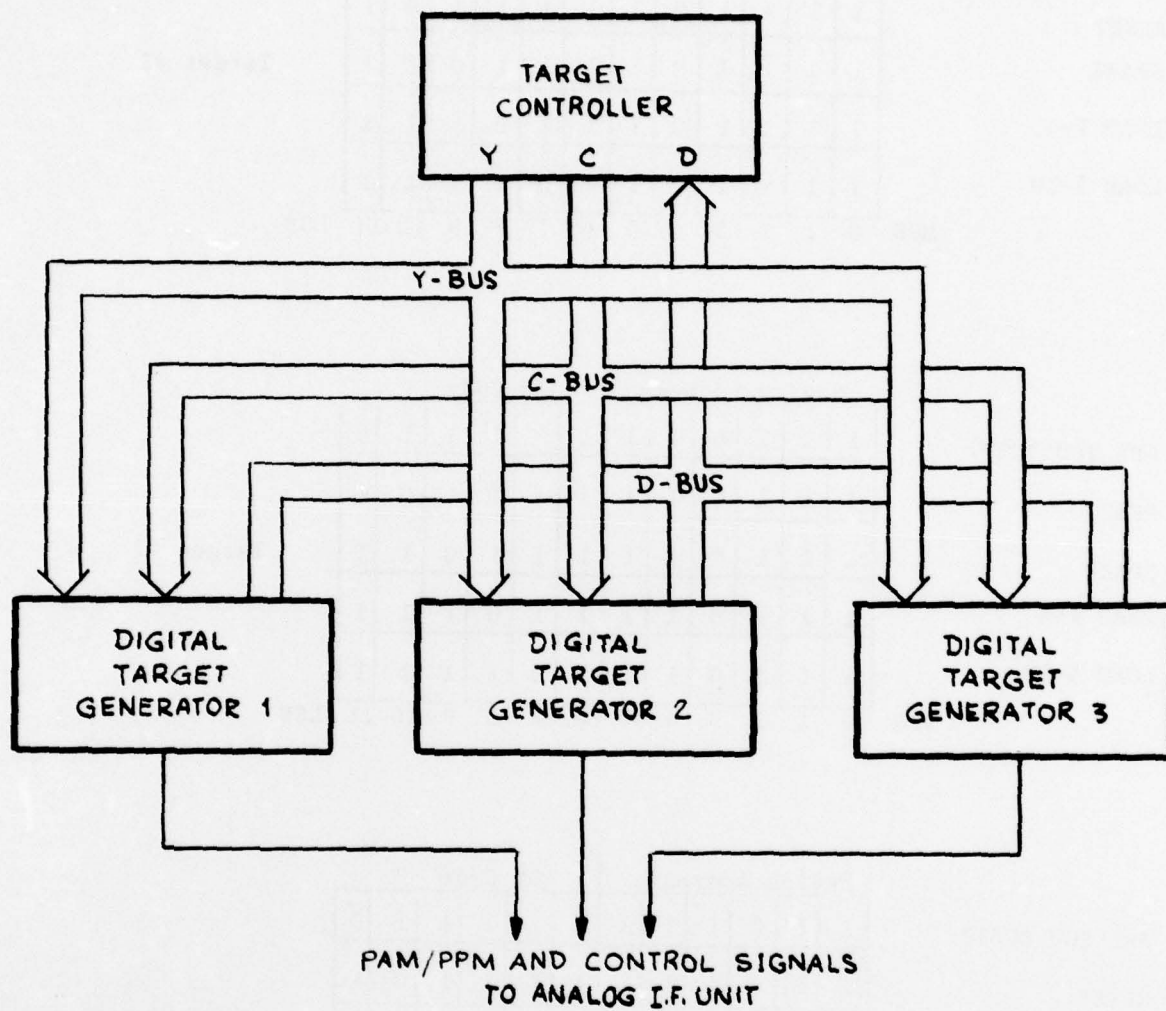 TARGET
CONTROLLER
Y C D
Y-BUS
C-BUS
D-BUS
DIGITAL
TARGET
GENERATOR 1
DIGITAL
TARGET
GENERATOR 2
DIGITAL
TARGET
GENERATOR 3
PAM/PPM AND CONTROL SIGNALS
TO ANALOG I.F. UNIT